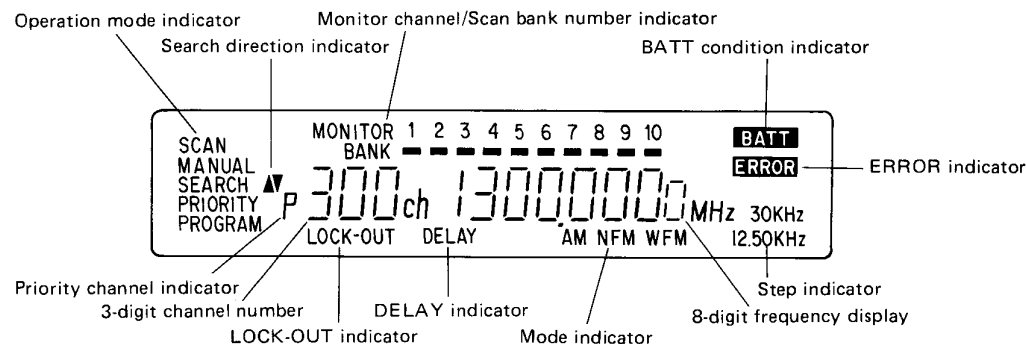 Operation mode indicator
Monitor channel/Scan bank number indicator
Search direction indicator
BATT condition indicator
MONITOR 1 2 3 4 5 6 7 8 9 10
BANK
BATT
SCAN
MANUAL
SEARCH
PRIORITY
PROGRAM
ERROR
ERROR indicator
P 300 ch 1300.0000 MHz
30KHz
12.50KHz
LOCK-OUT DELAY AM NFM WFM
Priority channel indicator
3-digit channel number
LOCK-OUT indicator
DELAY indicator
Mode indicator
Step indicator
8-digit frequency display